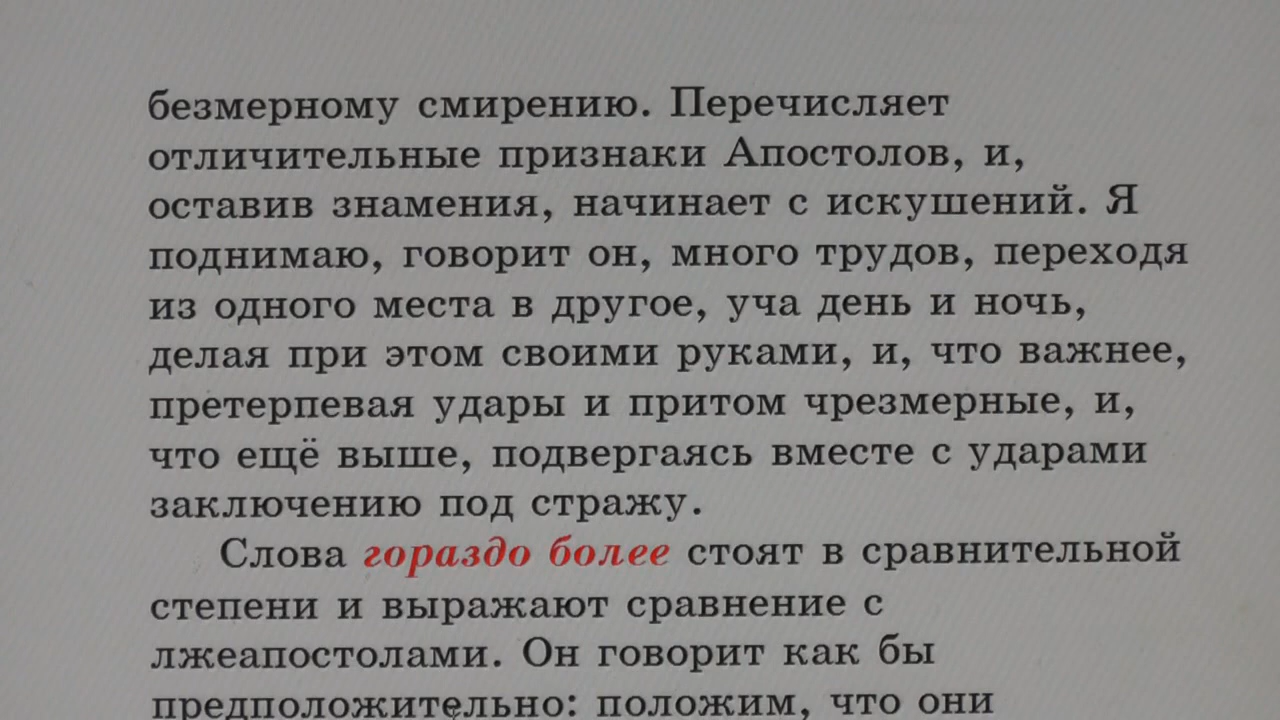 безмерному смирению. Перечисляет
отличительные признаки Апостолов, и,
оставив знамения, начинает с искушений. Я
поднимаю, говорит он, много трудов, переходя
из одного места в другое, уча день и ночь,
делая при этом своими руками, и, что важнее,
претерпевая удары и притом чрезмерные, и,
что ещё выше, подвергаясь вместе с ударами
заключению под стражу.
Слова гораздо более стоят в сравнительной
степени и выражают сравнение с
лжеапостолами. Он говорит как бы
предположительно: положим, что они